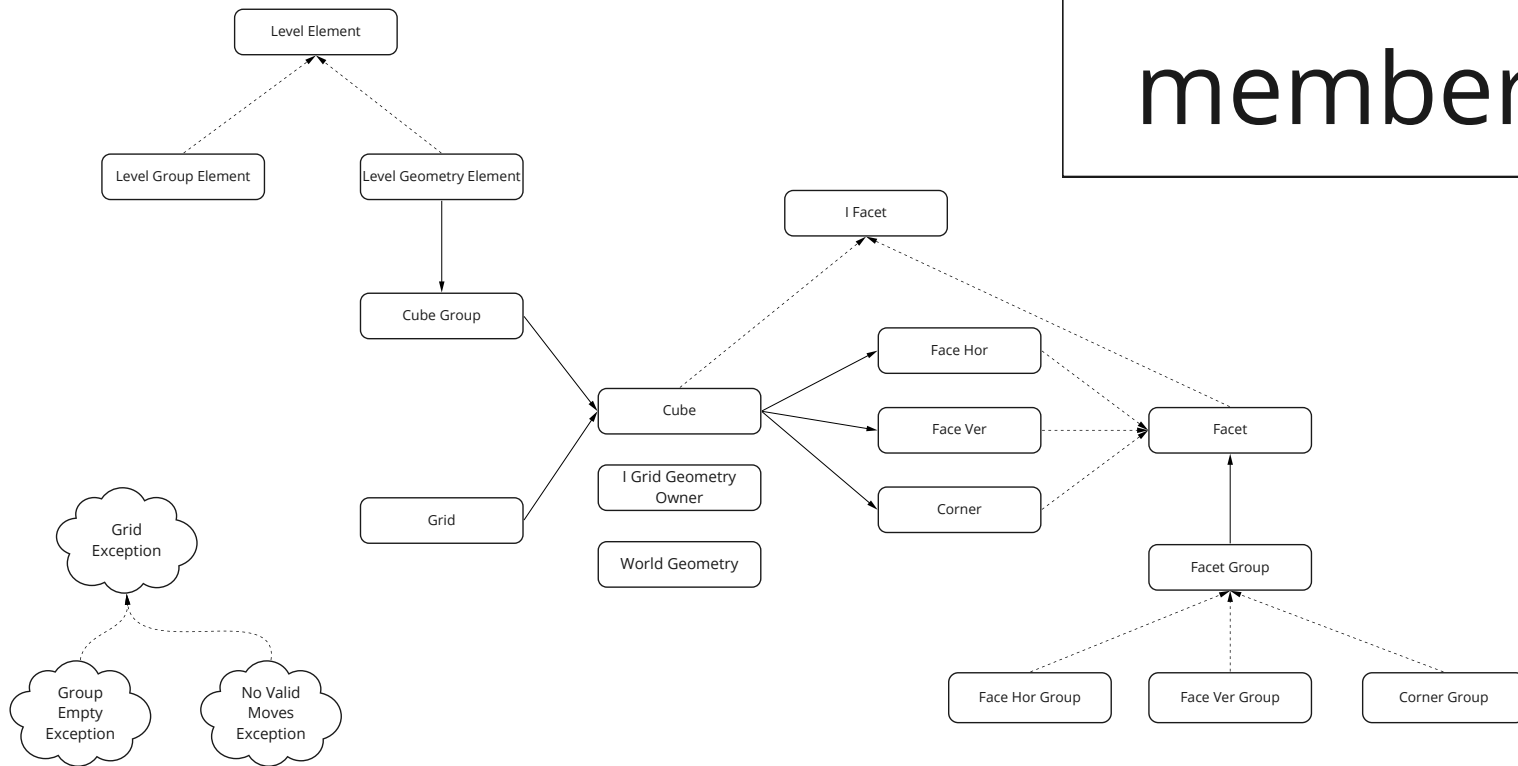 Level Element
member
Level Group Element
Level Geometry Element
I Facet
Cube Group
Face Hor
Cube
Face Ver
Facet
I Grid Geometry
Owner
Grid
Corner
Grid
Exception
World Geometry
Facet Group
Group
Empty
Exception
No Valid
Moves
Exception
Face Hor Group
Face Ver Group
Corner Group